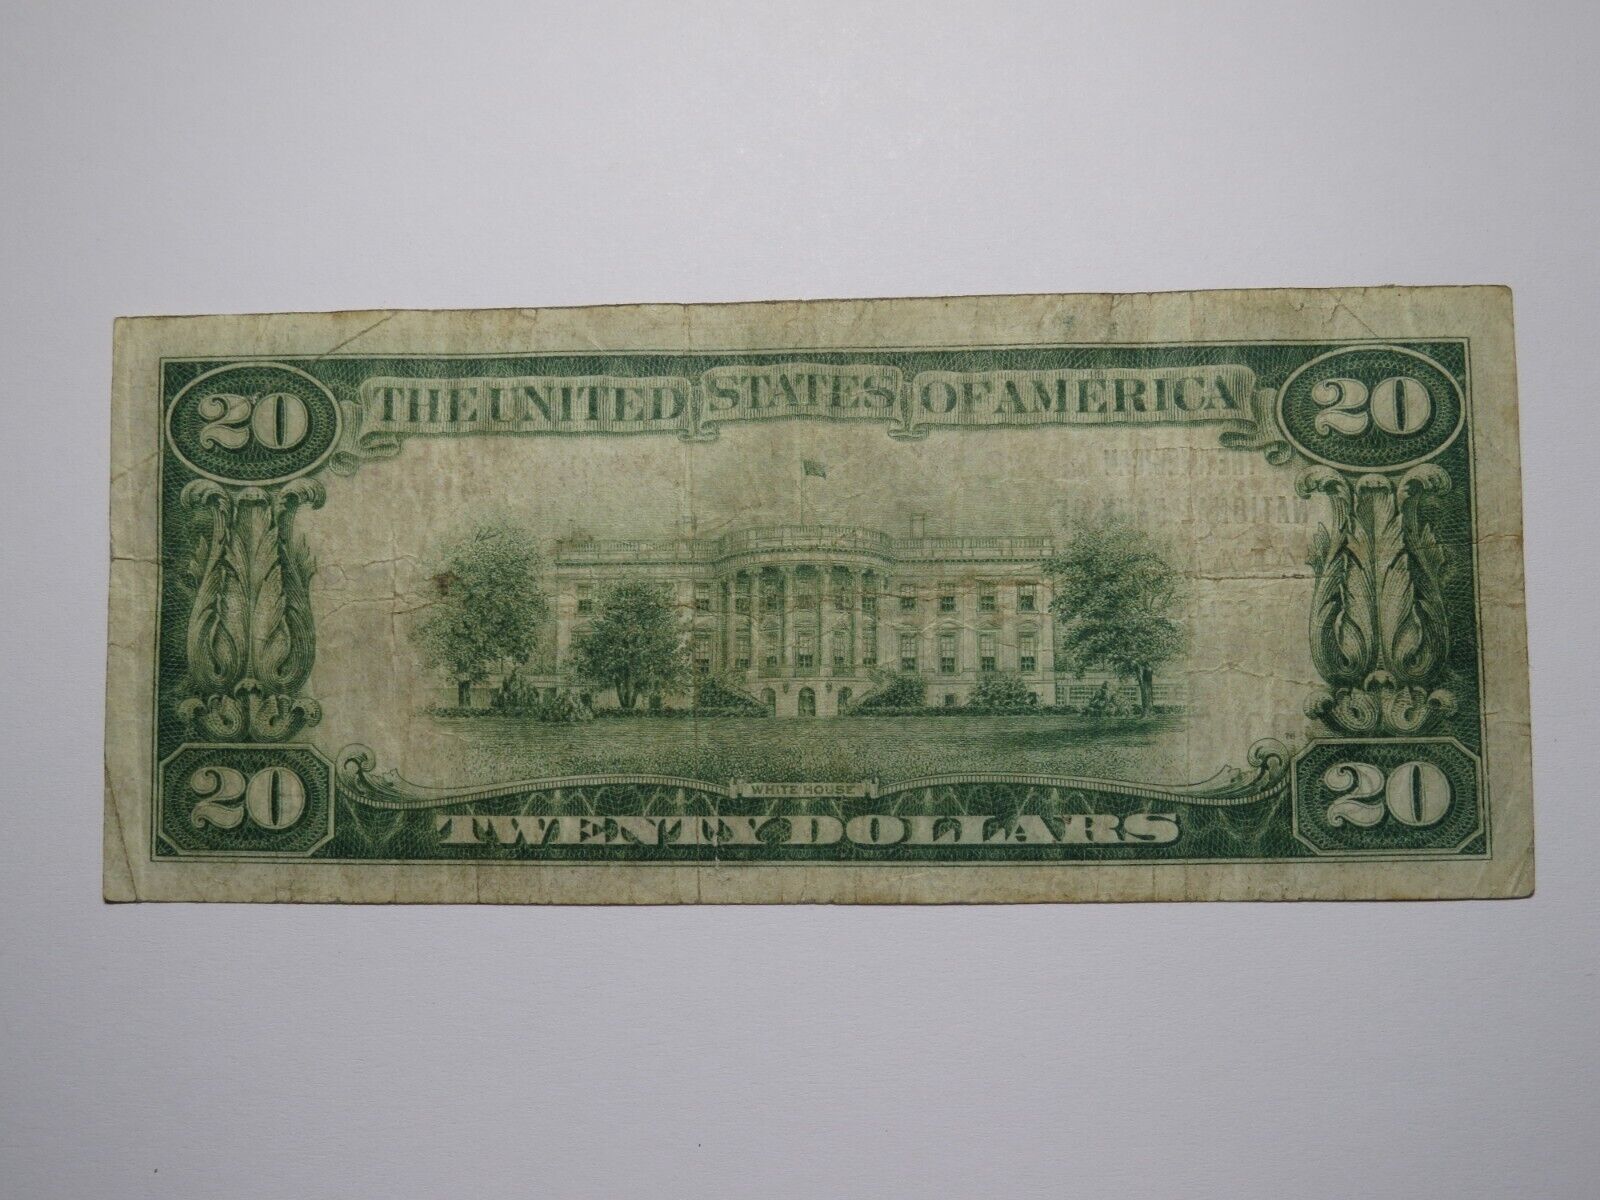 20 THE UNITED STATES OF AMERICA 20
WHITE HOUSE
20 TWENTY DOLLARS 20